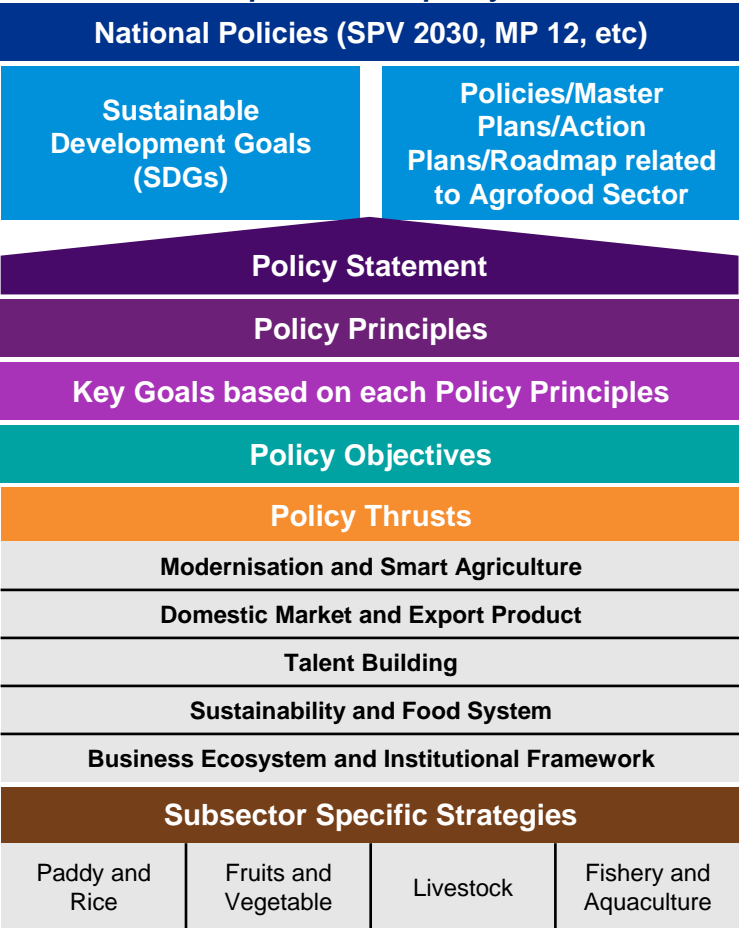 National Policies (SPV 2030, MP 12, etc)
Sustainable
Development Goals
(SDGs)
Policies/Master
Plans/Action
Plans/Roadmap related
to Agrofood Sector
Policy Statement
Policy Principles
Key Goals based on each Policy Principles
Policy Objectives
Policy Thrusts
Modernisation and Smart Agriculture
Domestic Market and Export Product
Talent Building
Sustainability and Food System
Business Ecosystem and Institutional Framework
Subsector Specific Strategies
Paddy and
Rice
Fruits and
Vegetable
Livestock
Fishery and
Aquaculture